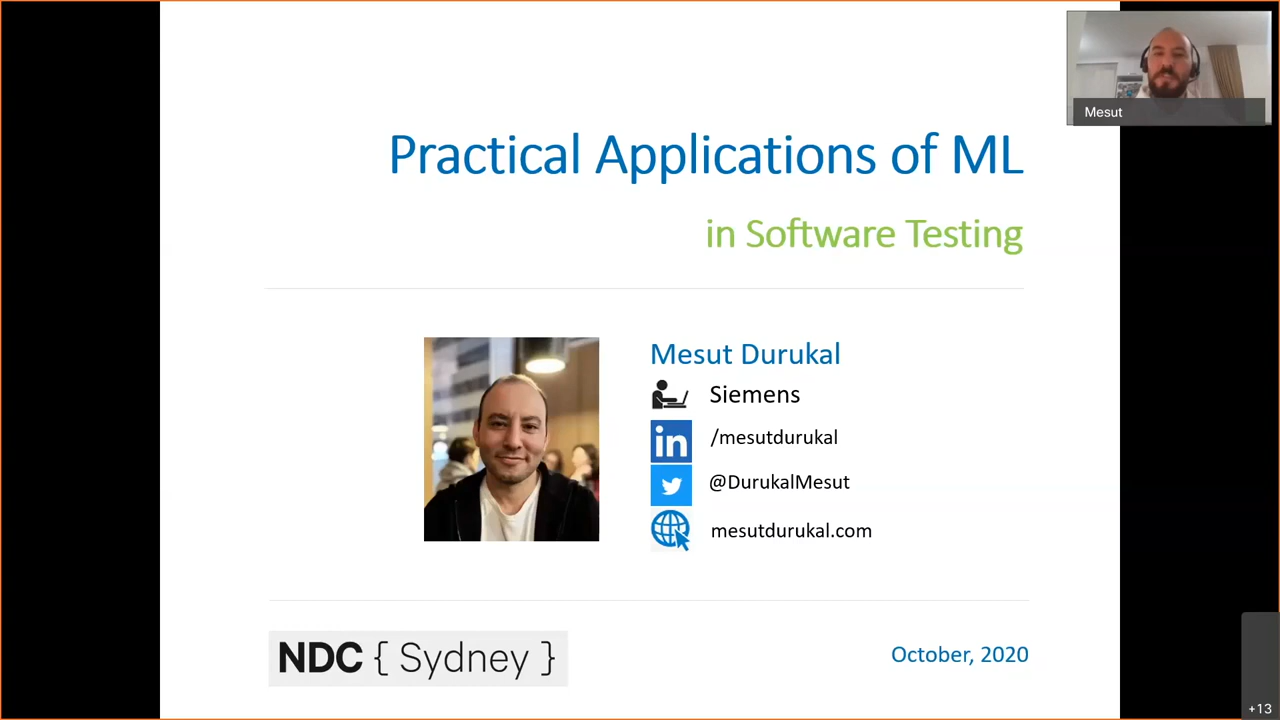 Mesut
Practical Applications of ML
in Software Testing
Mesut Durukal
Siemens
in
/mesutdurukal
@DurukalMesut
mesutdurukal.com
NDC { Sydney }
October, 2020
+13